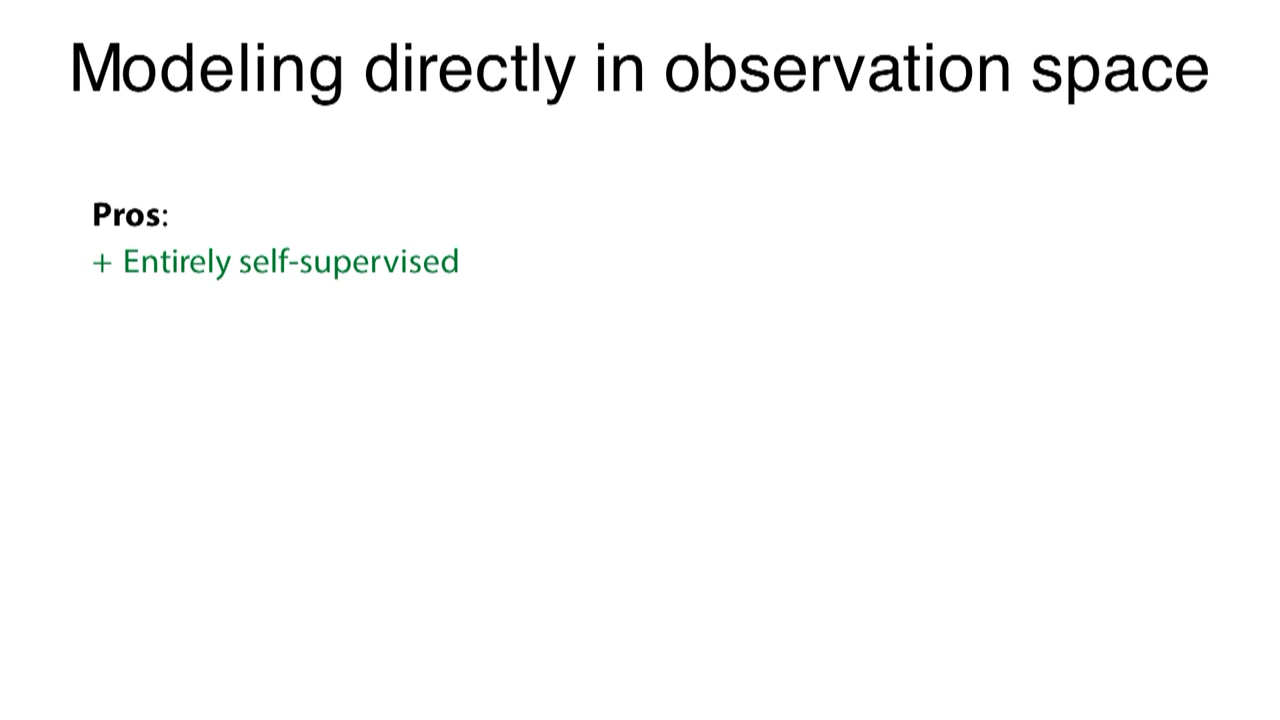 Modeling directly in observation space
Pros:
+ Entirely self-supervised